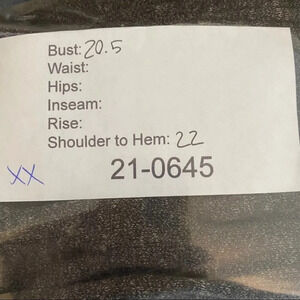 Bust: 20.5
Waist:
Hips:
Inseam:
Rise:
Shoulder to Hem: 22
XX 21-0645